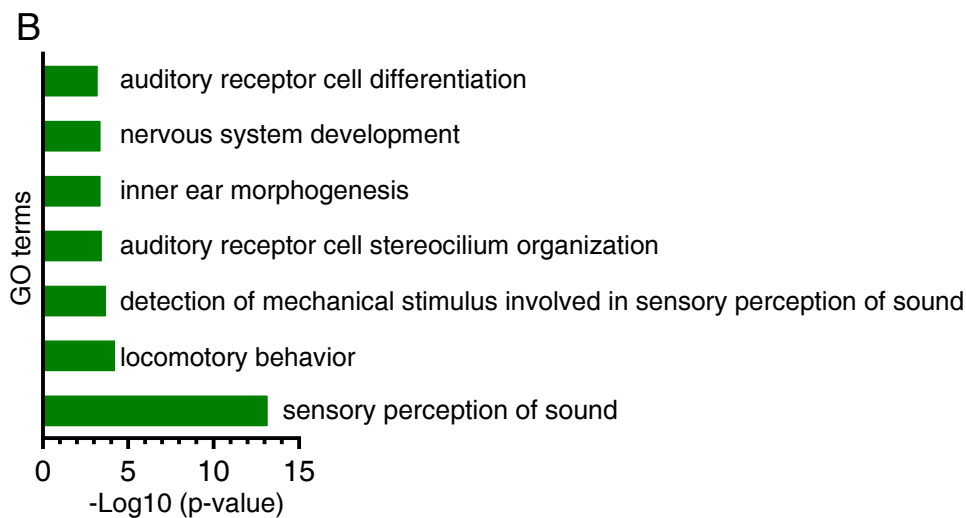 B
auditory receptor cell differentiation
nervous system development
inner ear morphogenesis
auditory receptor cell stereocilium organization
detection of mechanical stimulus involved in sensory perception of sound
locomotory behavior
sensory perception of sound
GO terms
0 5 10 15
-Log10 (p-value)